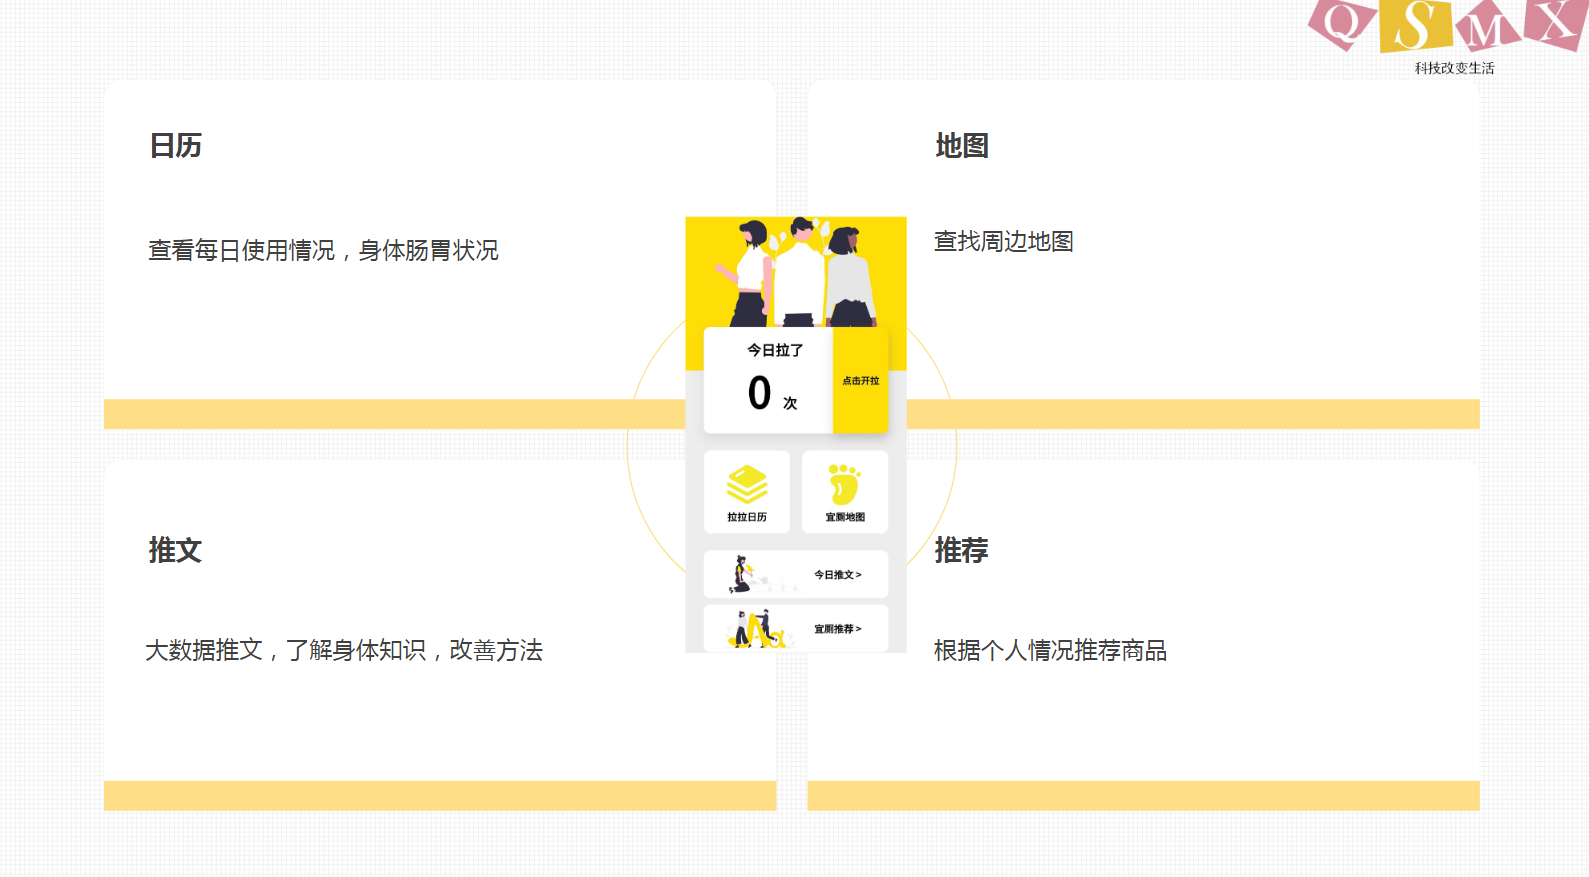 QSMX
科技改变生活
日历
查看每日使用情况，身体肠胃状况
地图
查找周边地图
今日拉了
0 次
点击开拉
拉拉日历
宜厕地图
今日推文 >
宜厕推荐 >
推文
大数据推文，了解身体知识，改善方法
推荐
根据个人情况推荐商品